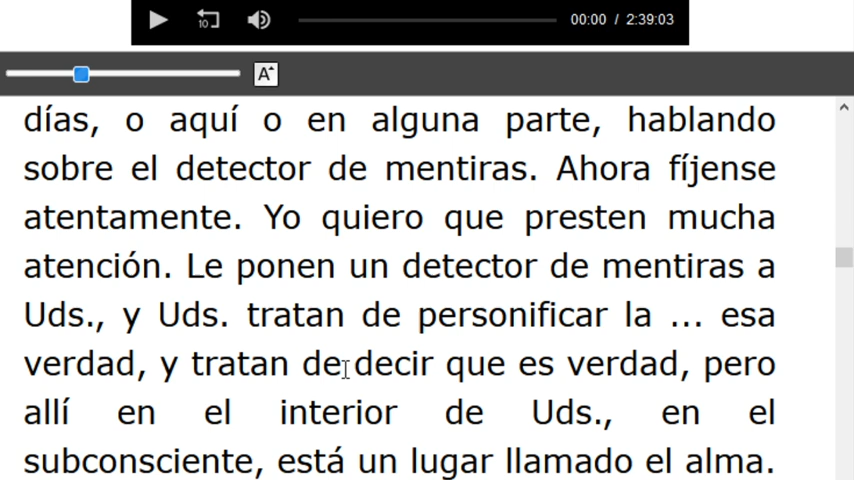 10
00:00 / 2:39:03
A
días, o aquí o en alguna parte, hablando
sobre el detector de mentiras. Ahora fíjense
atentamente. Yo quiero que presten mucha
atención. Le ponen un detector de mentiras a
Uds., y Uds. tratan de personificar la ... esa
verdad, y tratan de decir que es verdad, pero
allí en el interior de Uds., en el
subconsciente, está un lugar llamado el alma.